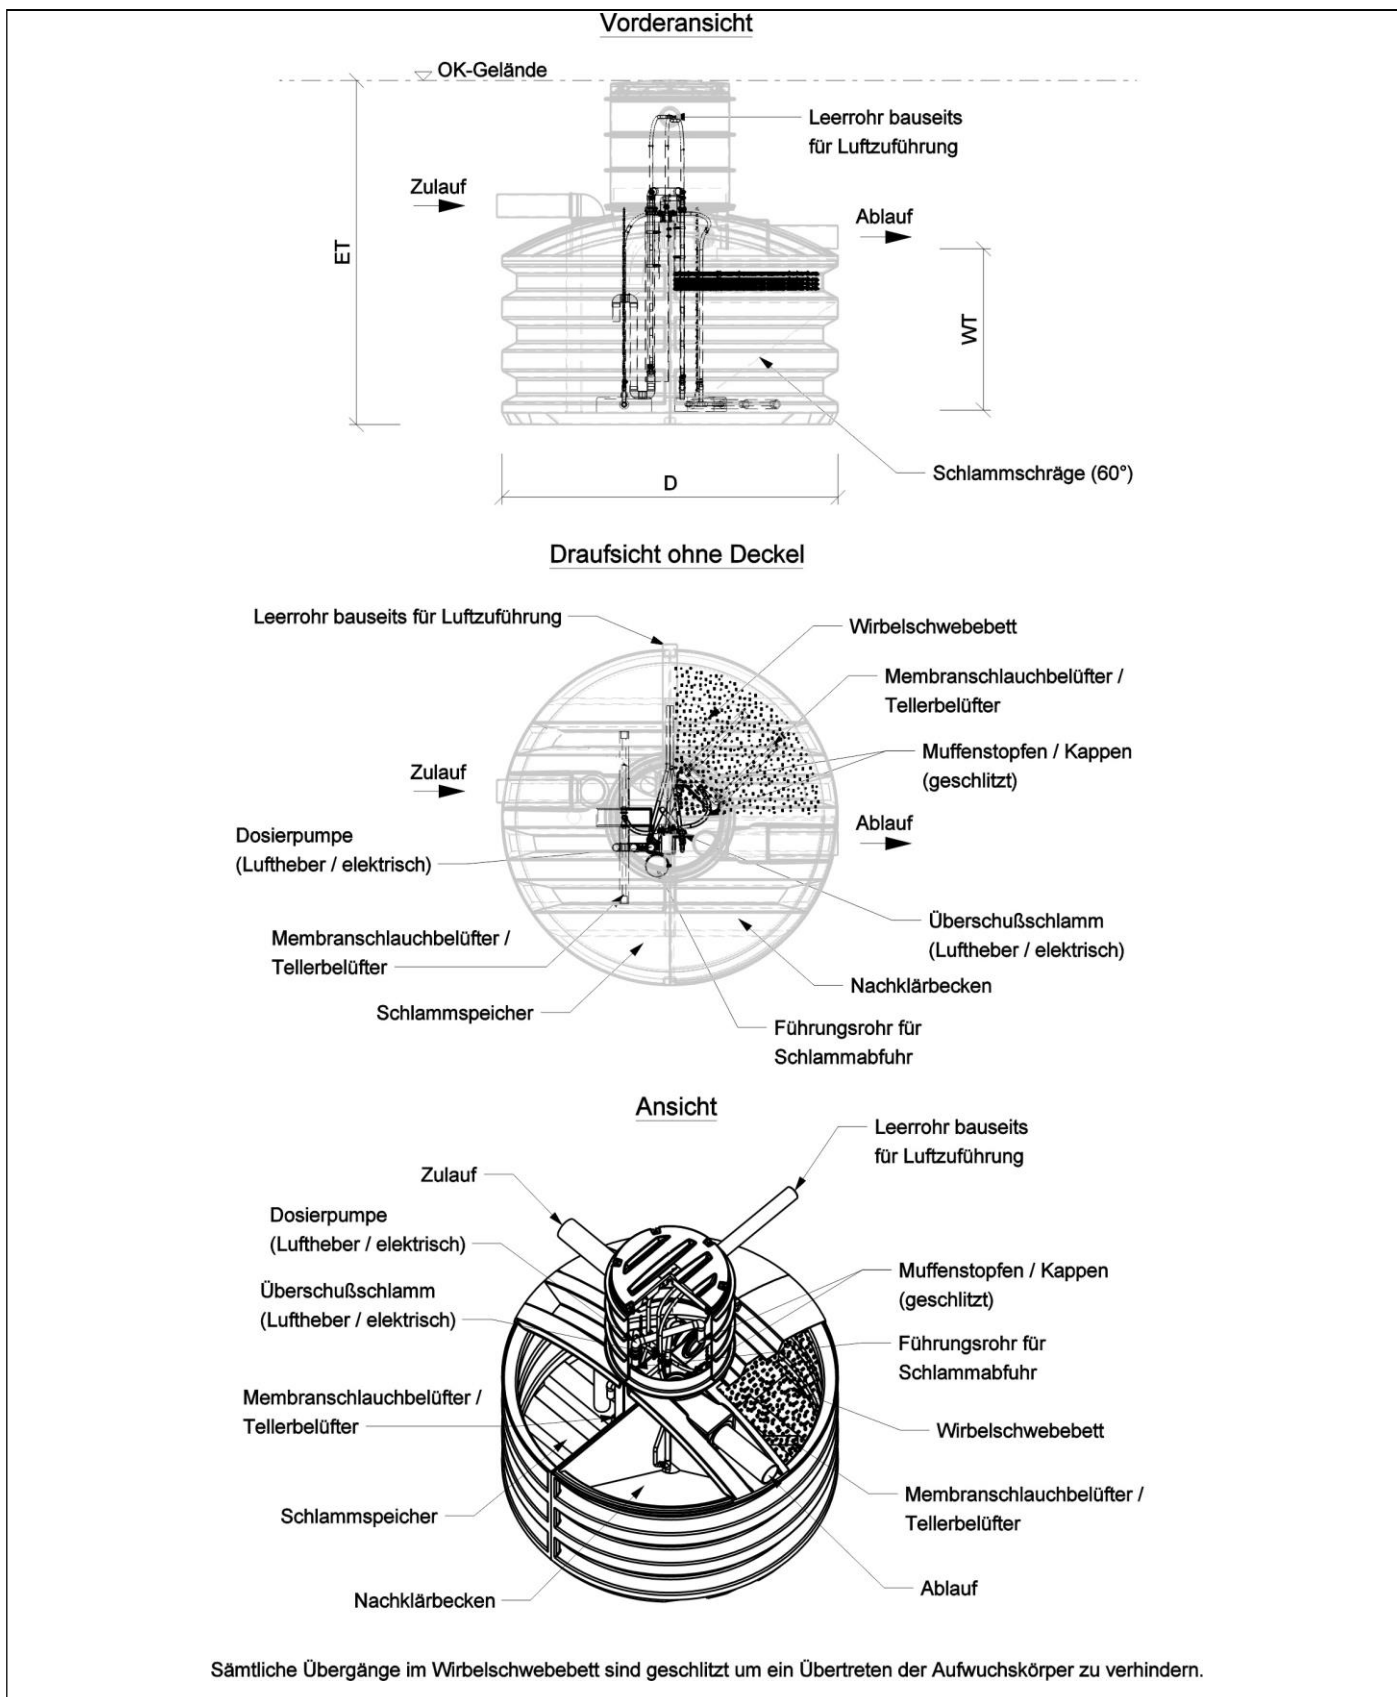 Vorderansicht
OK-Gelände
Leerrohr bauseits
für Luftzuführung
Zulauf
Ablauf
ET
WT
Schlammschräge (60°)
D
Draufsicht ohne Deckel
Leerrohr bauseits für Luftzuführung
Wirbelschwebebett
Membranschlauchbelüfter /
Tellerbelüfter
Muffenstopfen / Kappen
(geschlitzt)
Zulauf
Ablauf
Dosierpumpe
(Luftheber / elektrisch)
Überschußschlamm
(Luftheber / elektrisch)
Membranschlauchbelüfter /
Tellerbelüfter
Nachklärbecken
Schlammspeicher
Führungsrohr für
Schlammabfuhr
Ansicht
Leerrohr bauseits
für Luftzuführung
Zulauf
Dosierpumpe
(Luftheber / elektrisch)
Überschußschlamm
(Luftheber / elektrisch)
Muffenstopfen / Kappen
(geschlitzt)
Führungsrohr für
Schlammabfuhr
Membranschlauchbelüfter /
Tellerbelüfter
Wirbelschwebebett
Membranschlauchbelüfter /
Tellerbelüfter
Schlammspeicher
Ablauf
Nachklärbecken
Sämtliche Übergänge im Wirbelschwebebett sind geschlitzt um ein Übertreten der Aufwuchskörper zu verhindern.